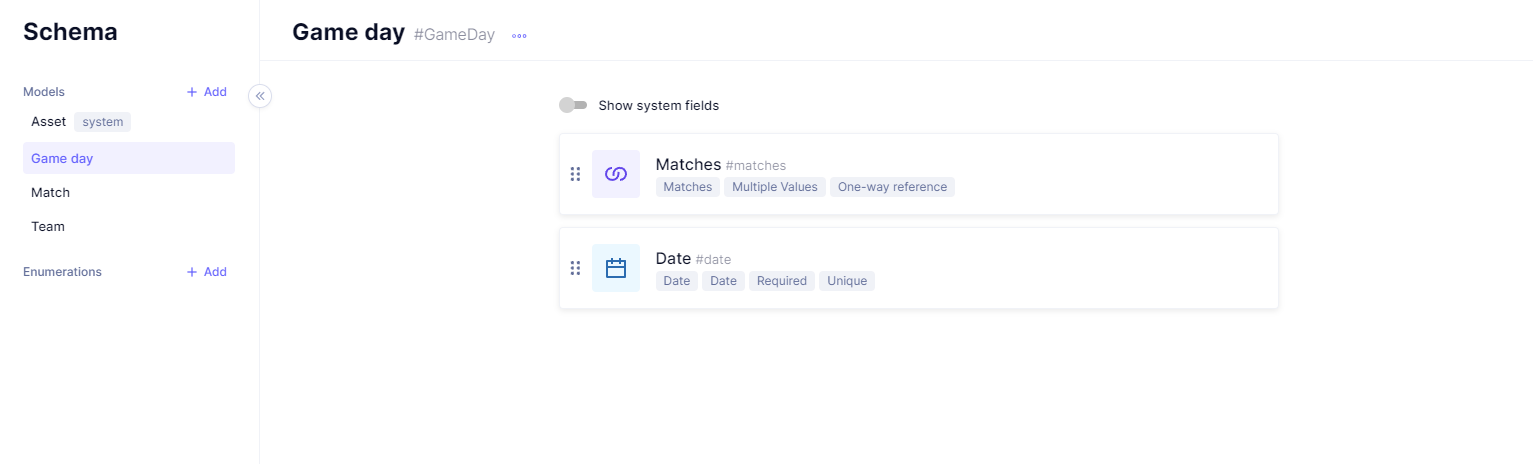 Schema
Models
Add
Asset system
Game day
Match
Team
Enumerations
Add
Game day #GameDay
Show system fields
Matches #matches
Matches Multiple Values One-way reference
Date #date
Date Date Required Unique